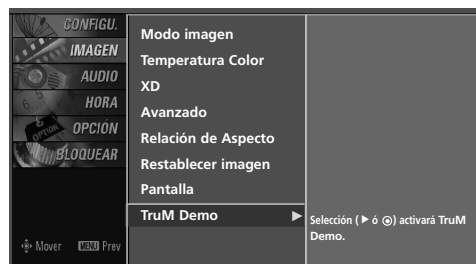 CONFIGU.
IMAGEN
AUDIO
HORA
OPCIÓN
BLOQUEAR
Mover MENU Prev
Modo imagen
Temperatura Color
XD
Avanzado
Relación de Aspecto
Restablecer imagen
Pantalla
TruM Demo ▶
Selección ( ▶ ó ◉) activará TruM
Demo.